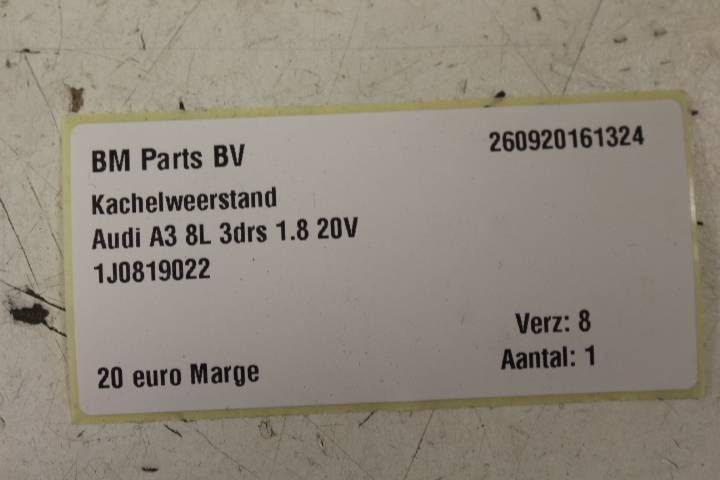 BM Parts BV
260920161324
Kachelweerstand
Audi A3 8L 3drs 1.8 20V
1J0819022
Verz: 8
20 euro Marge
Aantal: 1